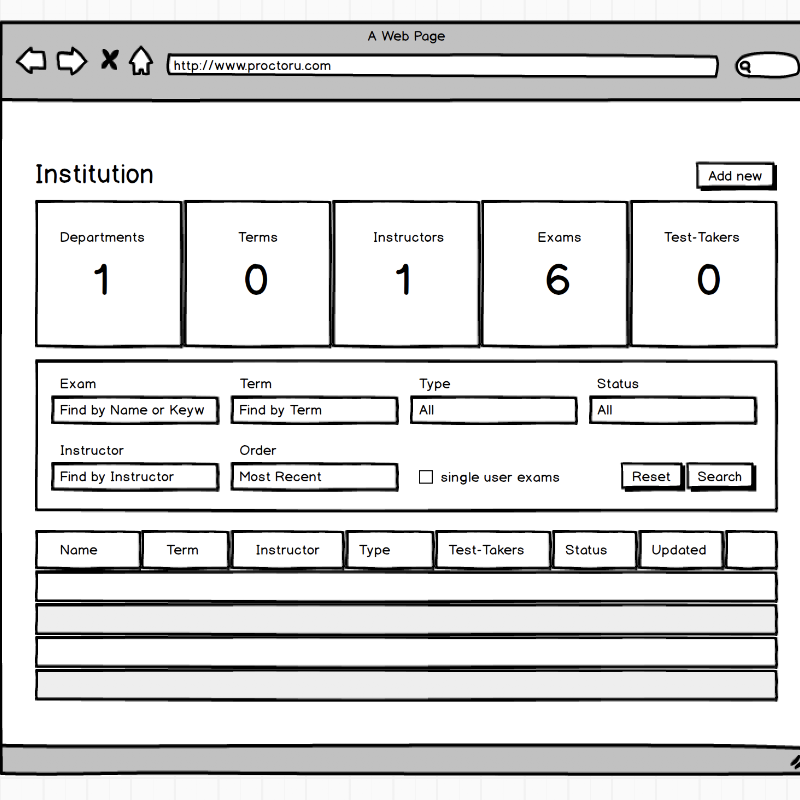 A Web Page
http://www.proctoru.com
Institution
Add new
Departments Terms Instructors Exams Test-Takers
1 0 1 6 0
Exam Term Type Status
Find by Name or Keyw Find by Term All All
Instructor Order
Find by Instructor Most Recent single user exams Reset Search
Name Term Instructor Type Test-Takers Status Updated